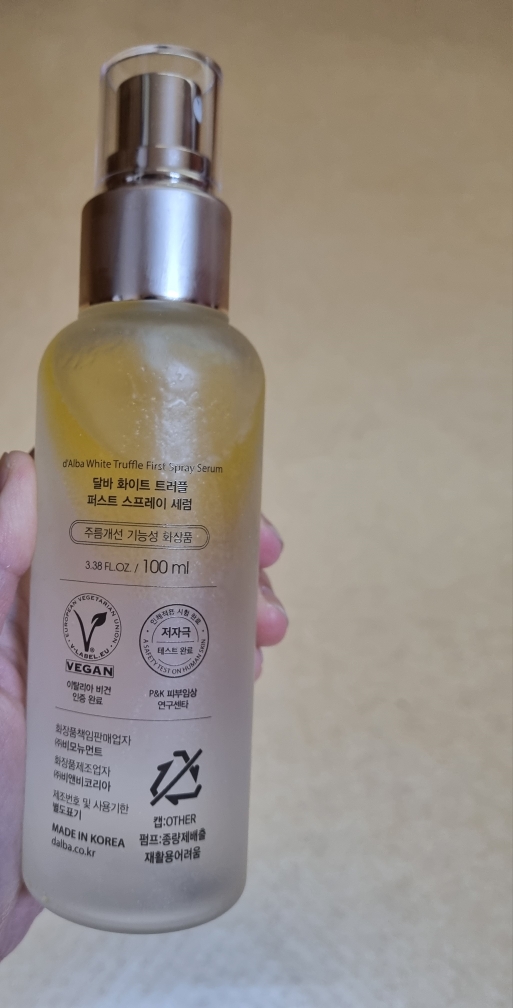 d'Alba White Truffle First Spray Serum
달바 화이트 트러플
퍼스트 스프레이 세럼
주름개선 기능성 화장품
3.38 FL.OZ. / 100 ml
EUROPEAN VEGETARIAN UNION
V-LABEL.EU
VEGAN
이탈리아 비건
인증 완료
인체적용 시험 완료
저자극
테스트 완료
A SAFETY TEST ON HUMAN SKIN
P&K 피부임상
연구센타
화장품책임판매업자
㈜비모뉴먼트
화장품제조업자
㈜비앤비코리아
제조번호 및 사용기한
별도표기
MADE IN KOREA
dalba.co.kr
캡:OTHER
펌프:종량제배출
재활용어려움